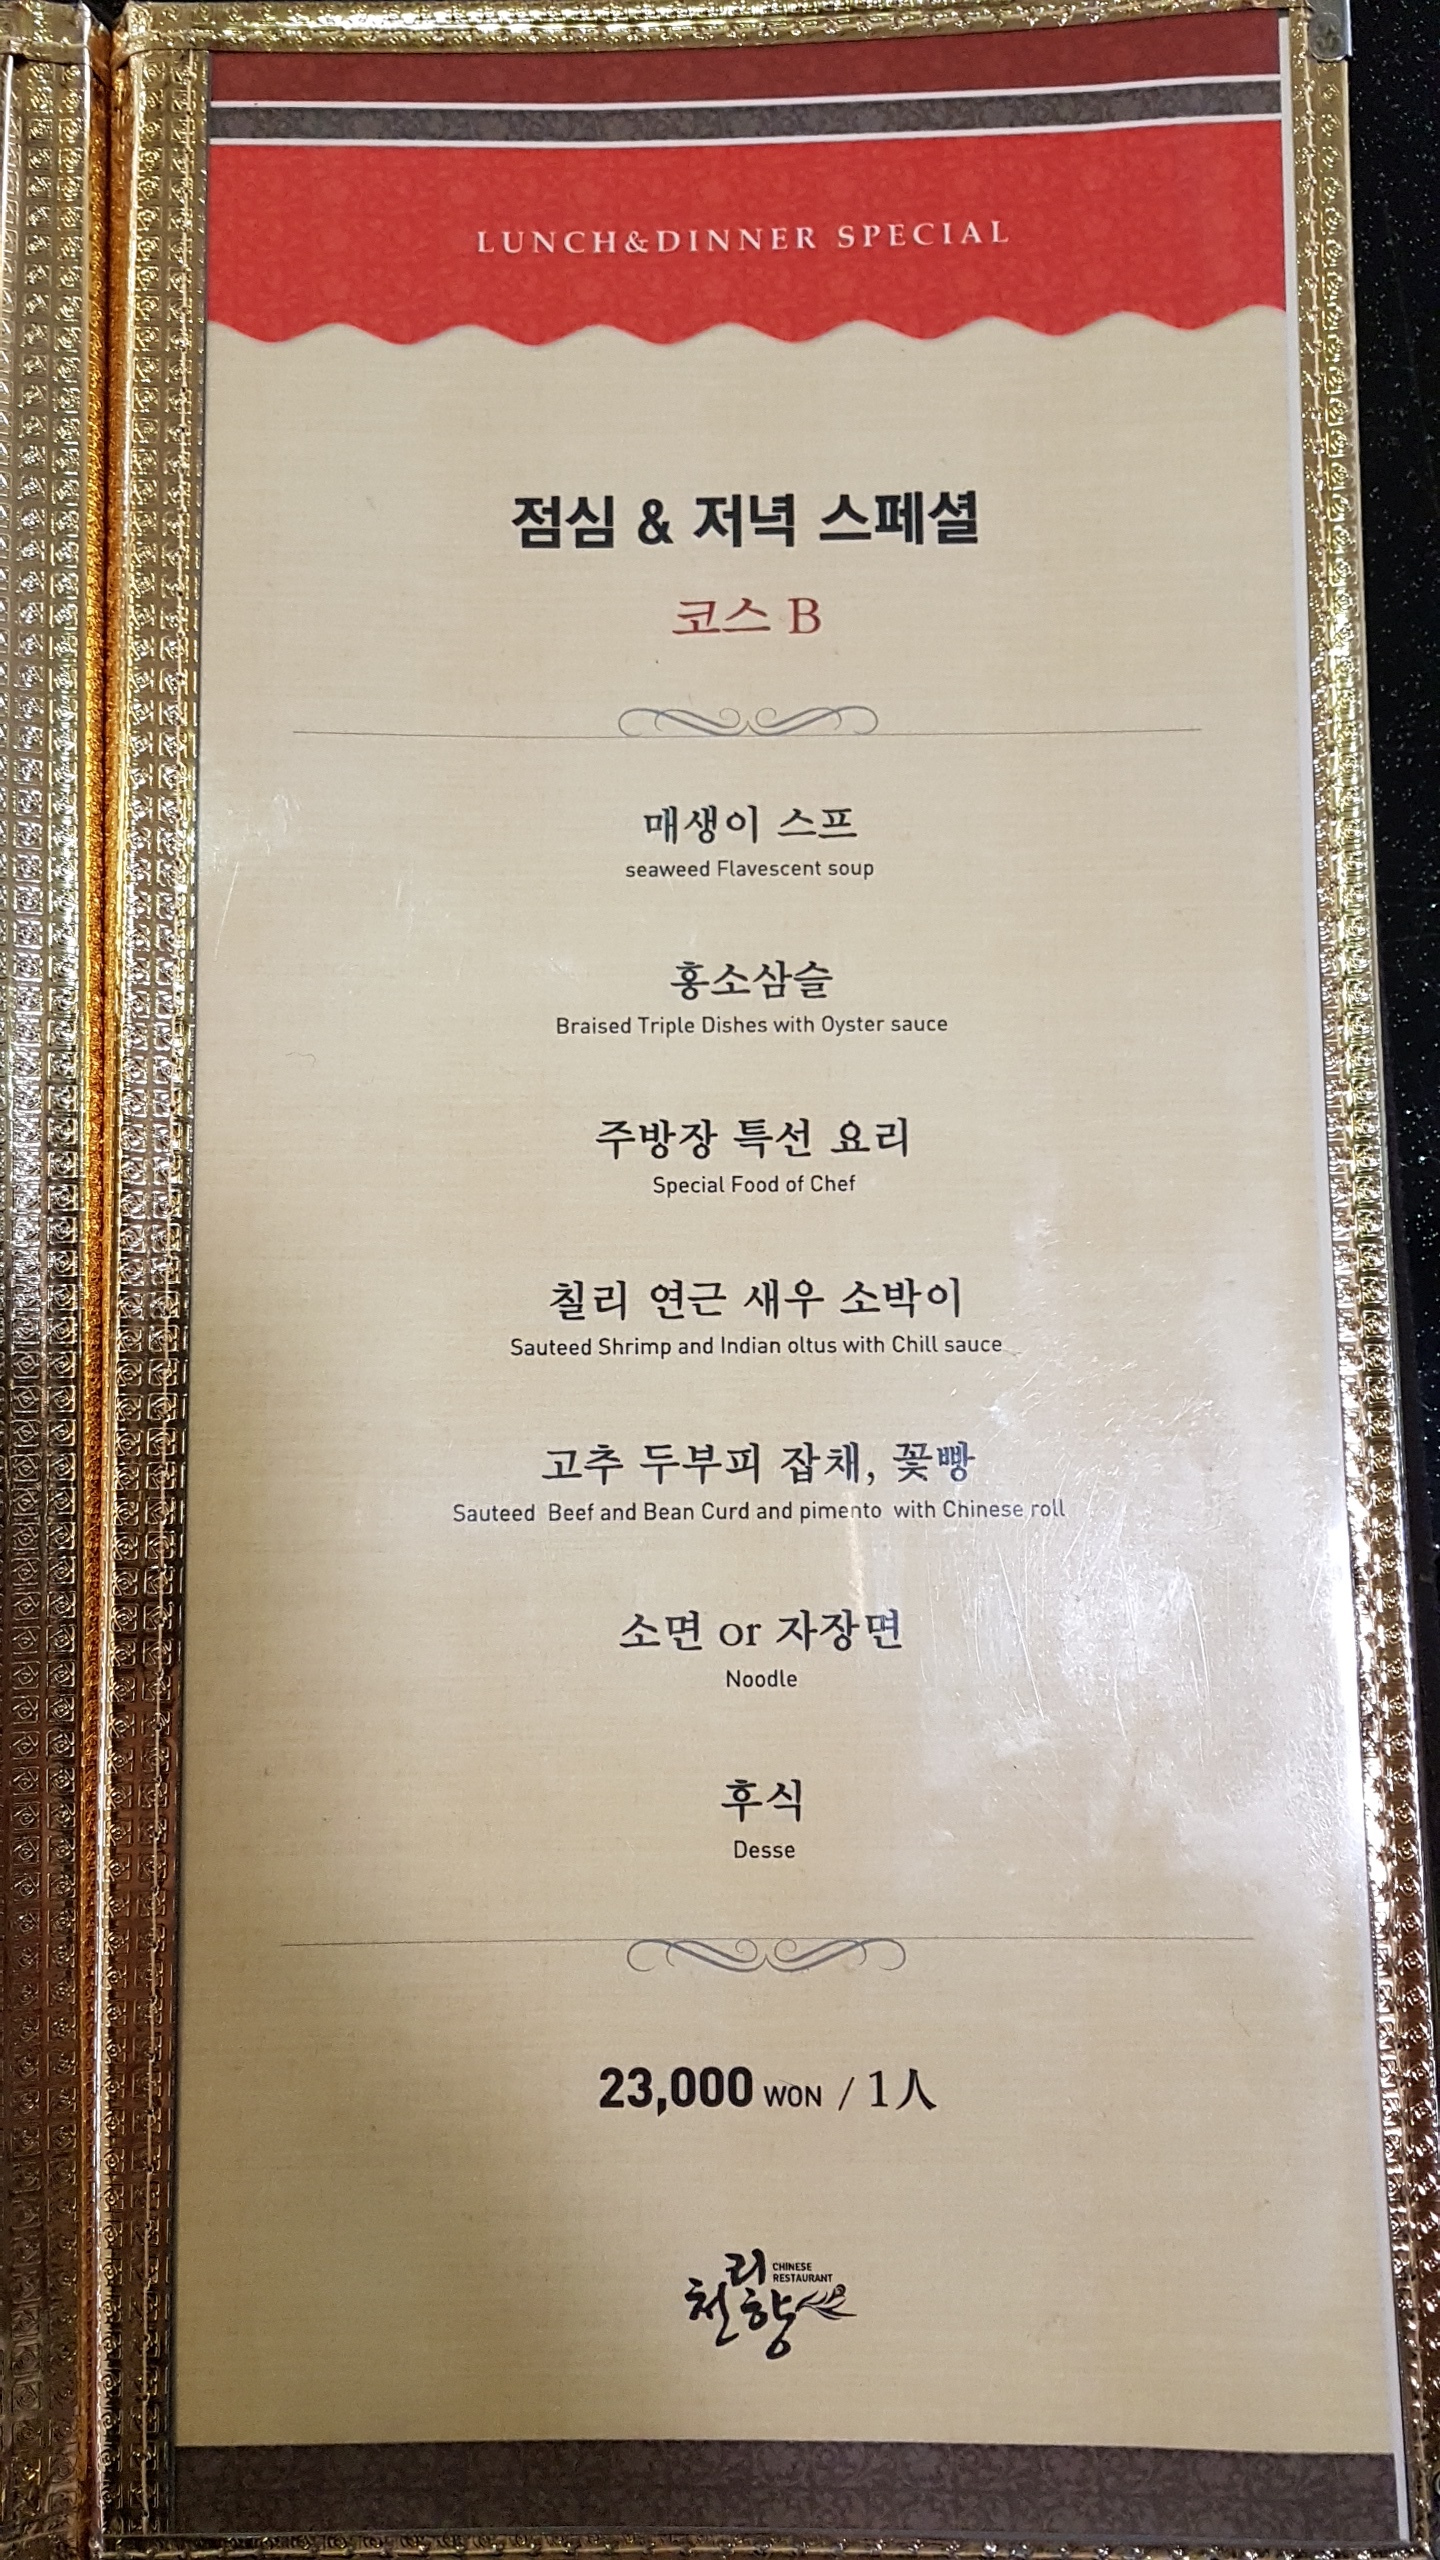 LUNCH&DINNER SPECIAL
점심 & 저녁 스페셜
코스 B
매생이 스프
seaweed Flavescent soup
홍소삼슬
Braised Triple Dishes with Oyster sauce
주방장 특선 요리
Special Food of Chef
칠리 연근 새우 소박이
Sauteed Shrimp and Indian oltus with Chill sauce
고추 두부피 잡채, 꽃빵
Sauteed Beef and Bean Curd and pimento with Chinese roll
소면 or 자장면
Noodle
후식
Desse
23,000 WON / 1人
천리향
CHINESE
RESTAURANT